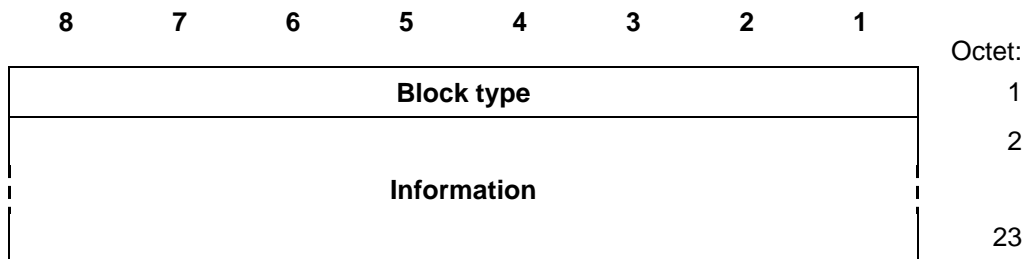 8 7 6 5 4 3 2 1
Octet:
Block type 1
2
Information
23